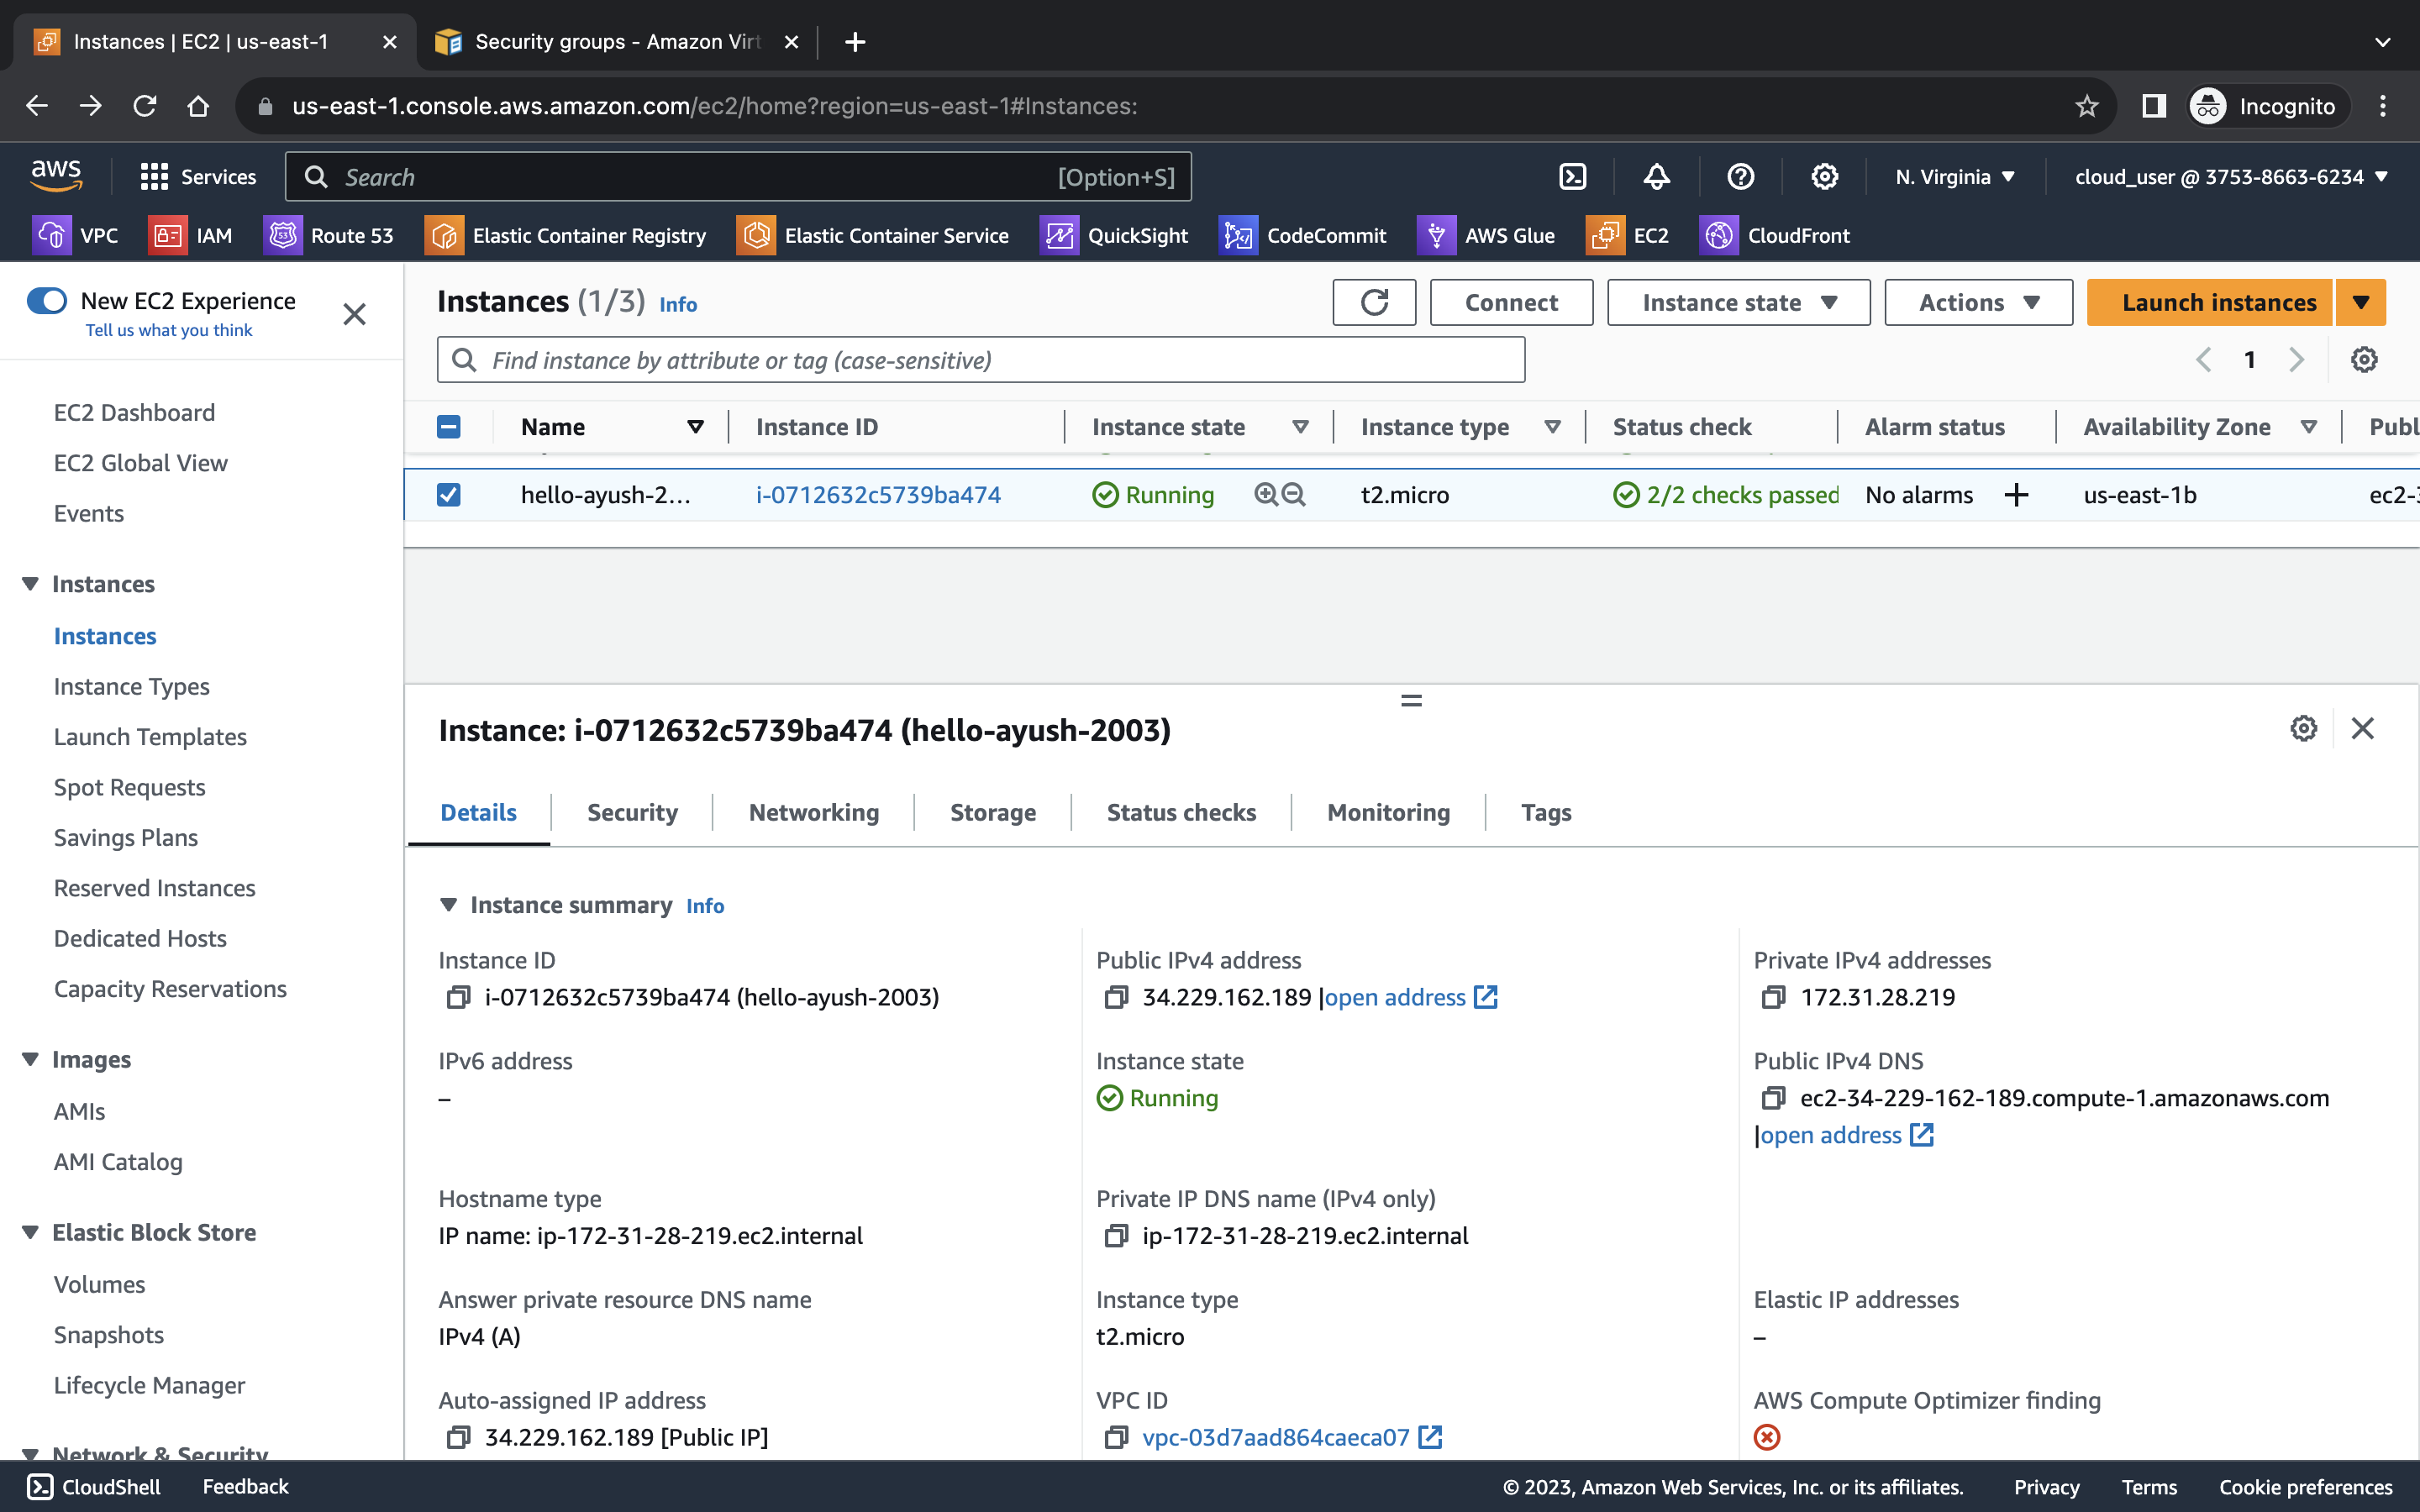 Instances | EC2 | us-east-1
Security groups - Amazon Virt
us-east-1.console.aws.amazon.com/ec2/home?region=us-east-1#Instances:
Incognito
aws
Services
Search
[Option+S]
N. Virginia
cloud_user @ 3753-8663-6234
VPC
IAM
Route 53
Elastic Container Registry
Elastic Container Service
QuickSight
CodeCommit
AWS Glue
EC2
CloudFront
New EC2 Experience
Tell us what you think
EC2 Dashboard
EC2 Global View
Events
Instances
Instances
Instance Types
Launch Templates
Spot Requests
Savings Plans
Reserved Instances
Dedicated Hosts
Capacity Reservations
Images
AMIs
AMI Catalog
Elastic Block Store
Volumes
Snapshots
Lifecycle Manager
Network & Security
Instances (1/3) Info
Connect
Instance state
Actions
Launch instances
Find instance by attribute or tag (case-sensitive)
1
Name
Instance ID
Instance state
Instance type
Status check
Alarm status
Availability Zone
Publ
hello-ayush-2...
i-0712632c5739ba474
Running
t2.micro
2/2 checks passed
No alarms
us-east-1b
ec2-3
Instance: i-0712632c5739ba474 (hello-ayush-2003)
Details
Security
Networking
Storage
Status checks
Monitoring
Tags
Instance summary Info
Instance ID
i-0712632c5739ba474 (hello-ayush-2003)
Public IPv4 address
34.229.162.189 |open address
Private IPv4 addresses
172.31.28.219
IPv6 address
–
Instance state
Running
Public IPv4 DNS
ec2-34-229-162-189.compute-1.amazonaws.com
|open address
Hostname type
IP name: ip-172-31-28-219.ec2.internal
Private IP DNS name (IPv4 only)
ip-172-31-28-219.ec2.internal
Answer private resource DNS name
IPv4 (A)
Instance type
t2.micro
Elastic IP addresses
–
Auto-assigned IP address
34.229.162.189 [Public IP]
VPC ID
vpc-03d7aad864caeca07
AWS Compute Optimizer finding
CloudShell
Feedback
© 2023, Amazon Web Services, Inc. or its affiliates.
Privacy
Terms
Cookie preferences